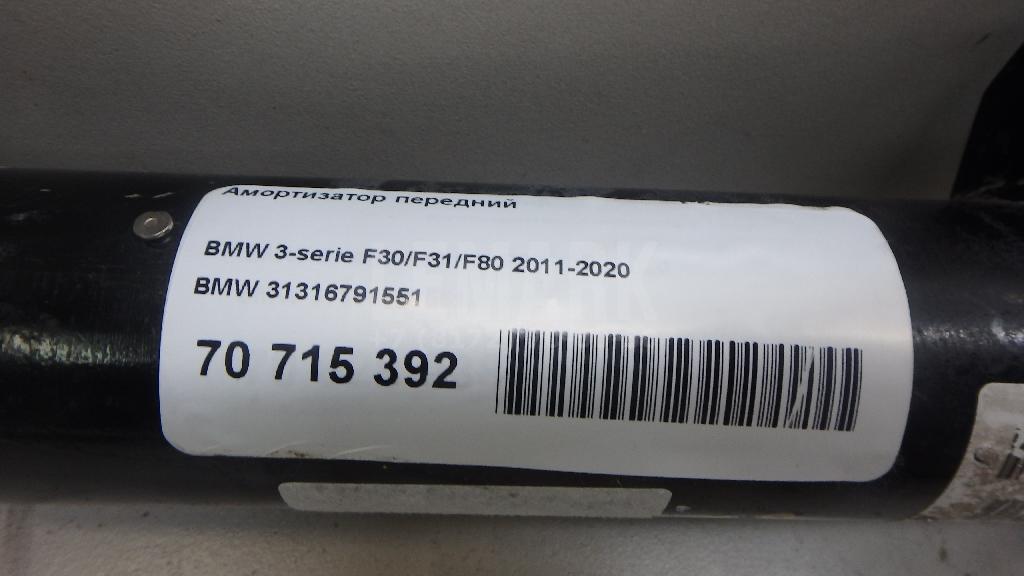 Амортизатор передний
BMW 3-serie F30/F31/F80 2011-2020
BMW 31316791551
70 715 392